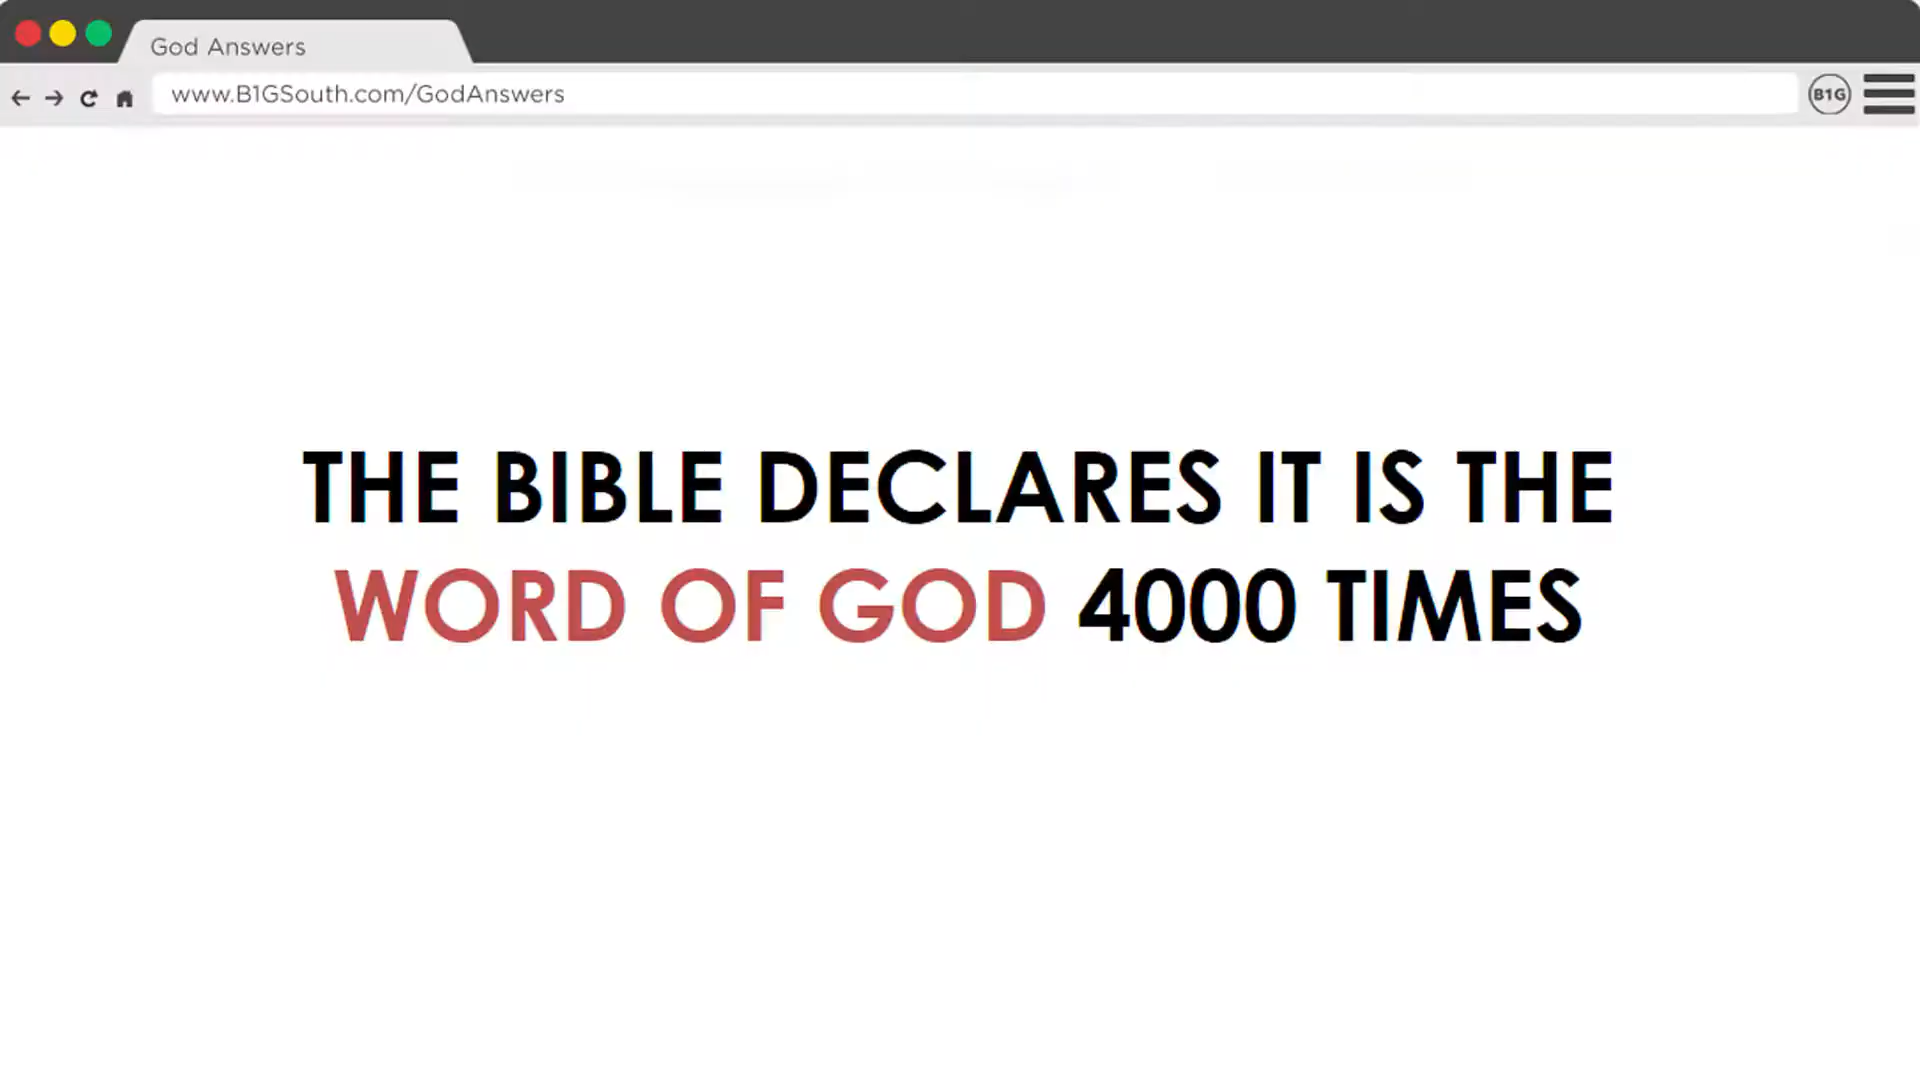 God Answers
www.B1GSouth.com/GodAnswers
B1G
THE BIBLE DECLARES IT IS THE
WORD OF GOD 4000 TIMES